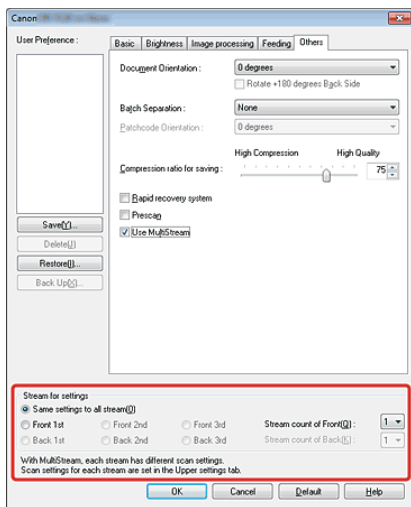 Canon
User Preference :
Basic Brightness Image processing Feeding Others
Document Orientation : 0 degrees
Rotate +180 degrees Back Side
Batch Separation : None
Patchcode Orientation : 0 degrees
High Compression High Quality
Compression ratio for saving : 75
Rapid recovery system
Prescan
Use MultiStream
Save(Y)...
Delete(J)
Restore(I)...
Back Up(X)...
Stream for settings
Same settings to all stream(0)
Front 1st Front 2nd Front 3rd Stream count of Front(Q) : 1
Back 1st Back 2nd Back 3rd Stream count of Back(K) : 1
With MultiStream, each stream has different scan settings.
Scan settings for each stream are set in the Upper settings tab.
OK Cancel Default Help